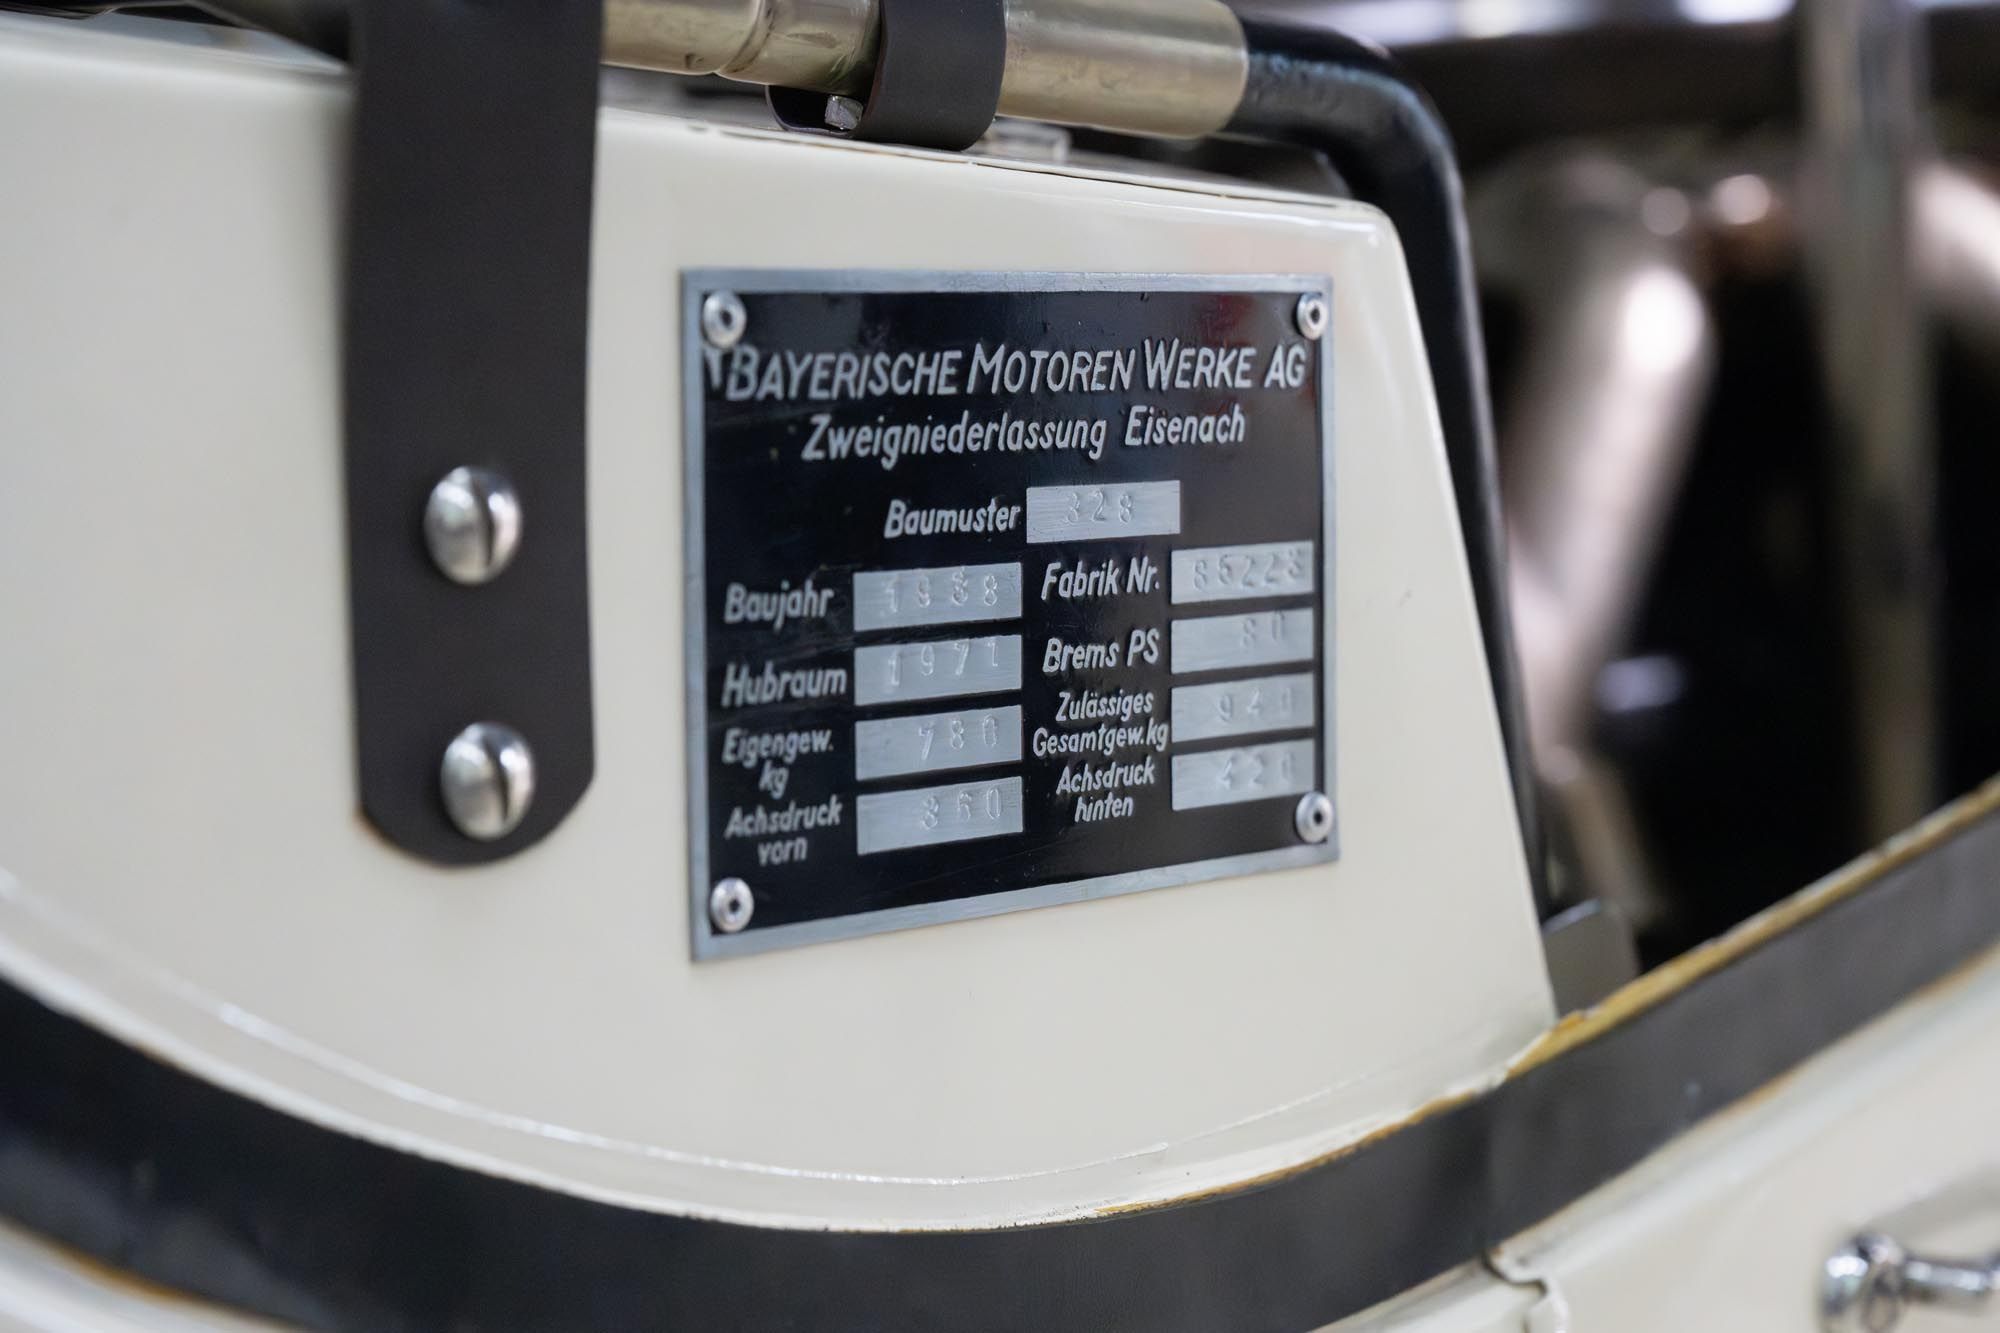 BAYERISCHE MOTOREN WERKE AG
Zweigniederlassung Eisenach
Baumuster 328
Baujahr 1938
Fabrik Nr. 85223
Hubraum 1971
Brems PS 80
Eigengew. kg 780
Zulässiges Gesamtgew. kg 940
Achsdruck vorn 360
Achsdruck hinten 420